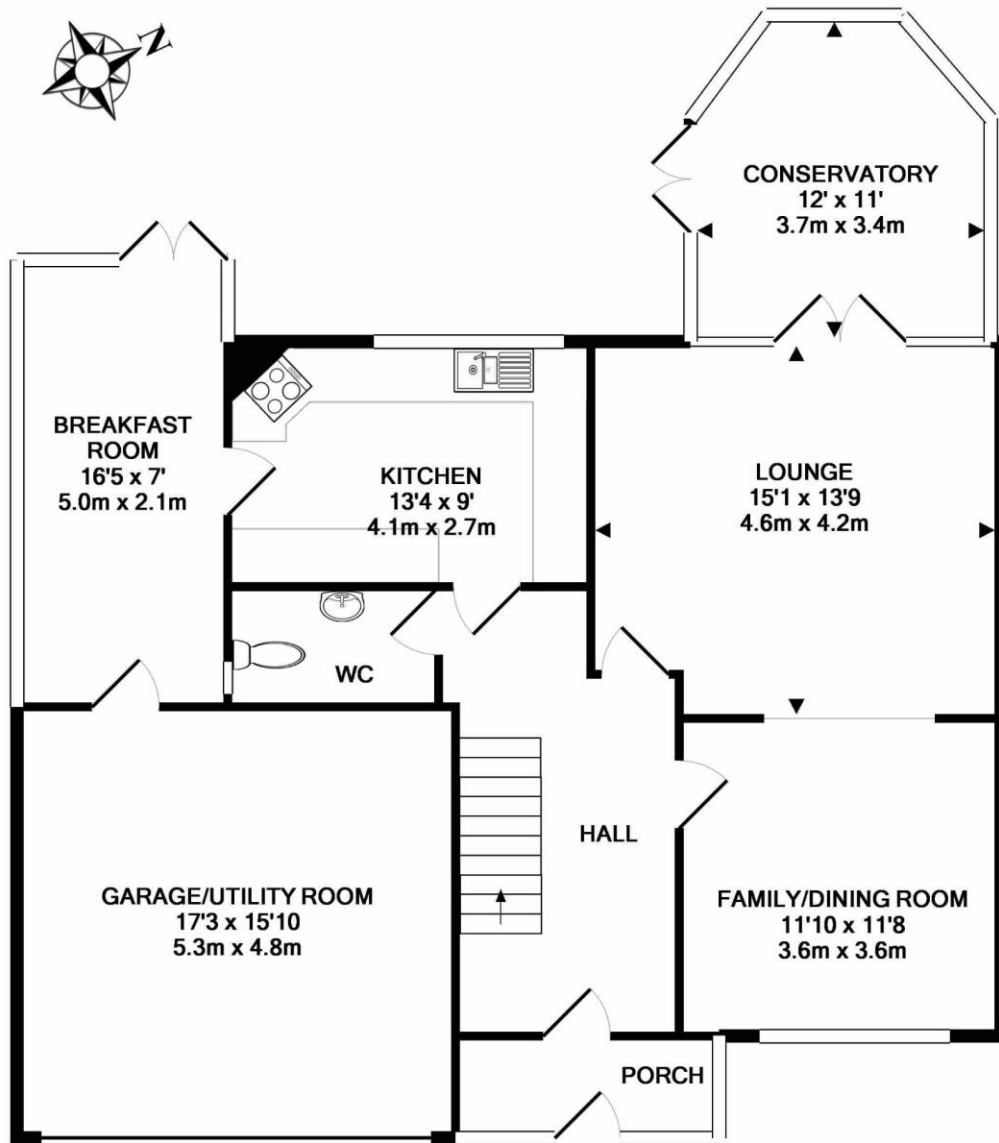 N
CONSERVATORY
12' x 11'
3.7m x 3.4m
BREAKFAST
ROOM
16'5 x 7'
5.0m x 2.1m
KITCHEN
13'4 x 9'
4.1m x 2.7m
LOUNGE
15'1 x 13'9
4.6m x 4.2m
WC
HALL
GARAGE/UTILITY ROOM
17'3 x 15'10
5.3m x 4.8m
FAMILY/DINING ROOM
11'10 x 11'8
3.6m x 3.6m
PORCH